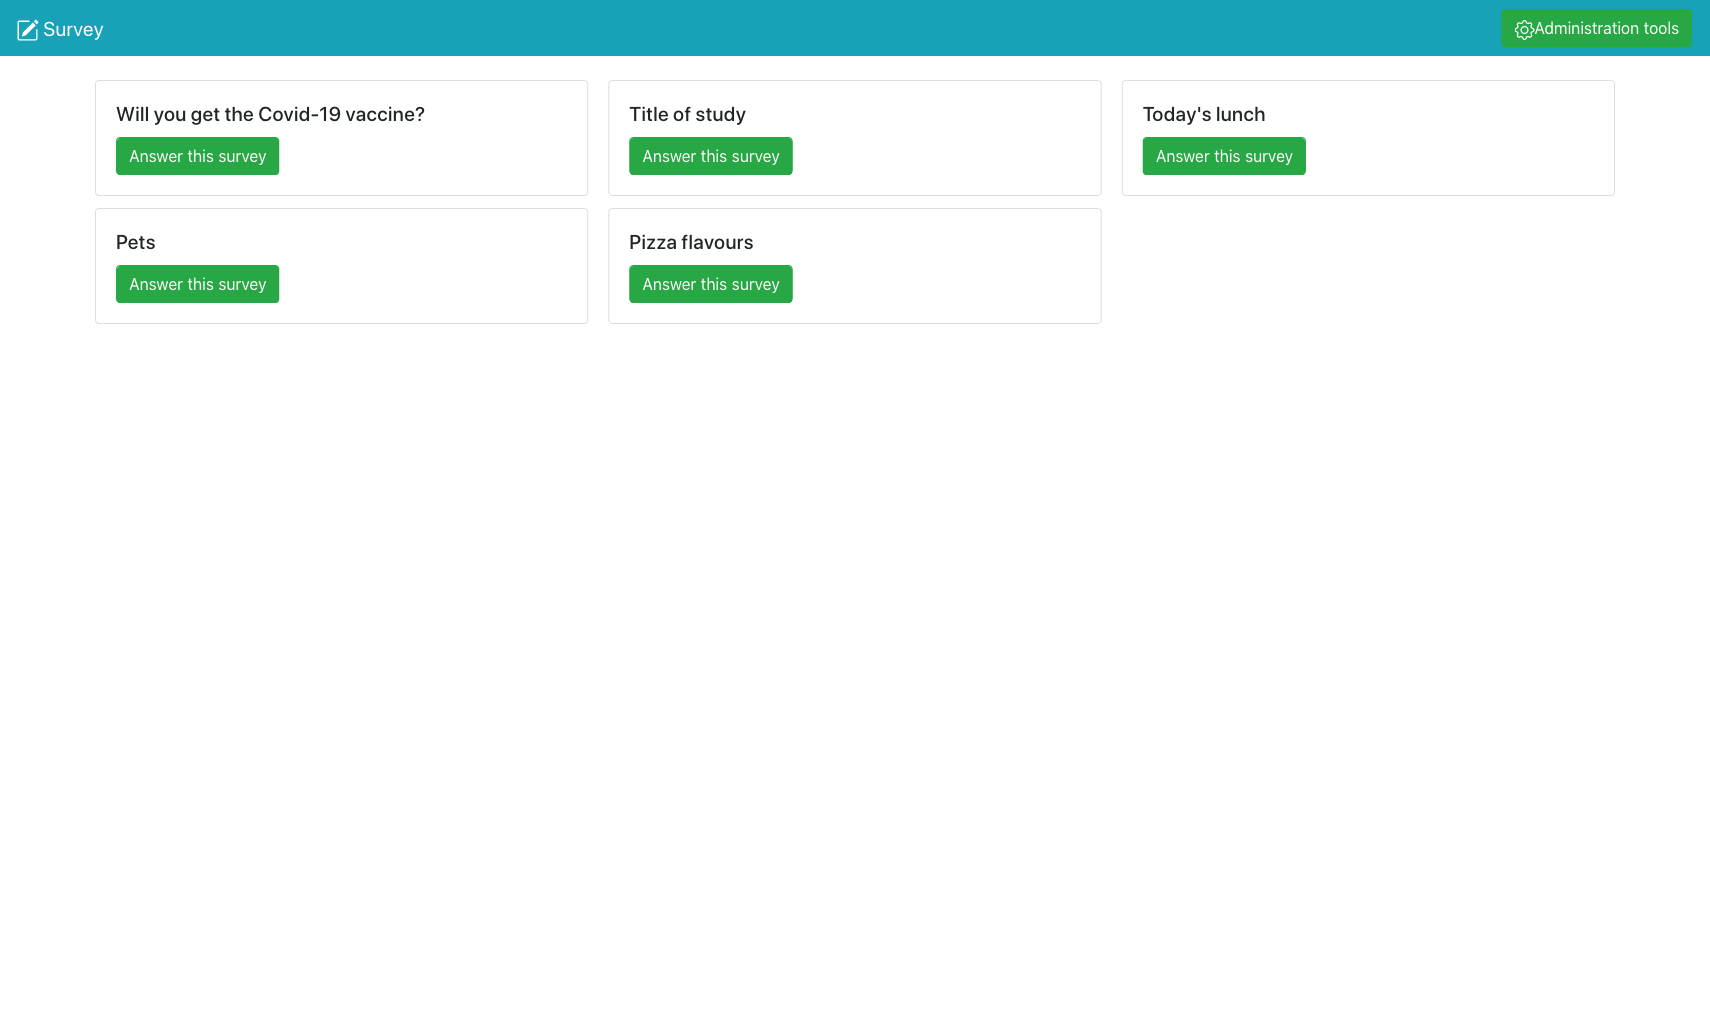 Survey
Administration tools
Will you get the Covid-19 vaccine?
Answer this survey
Title of study
Answer this survey
Today's lunch
Answer this survey
Pets
Answer this survey
Pizza flavours
Answer this survey